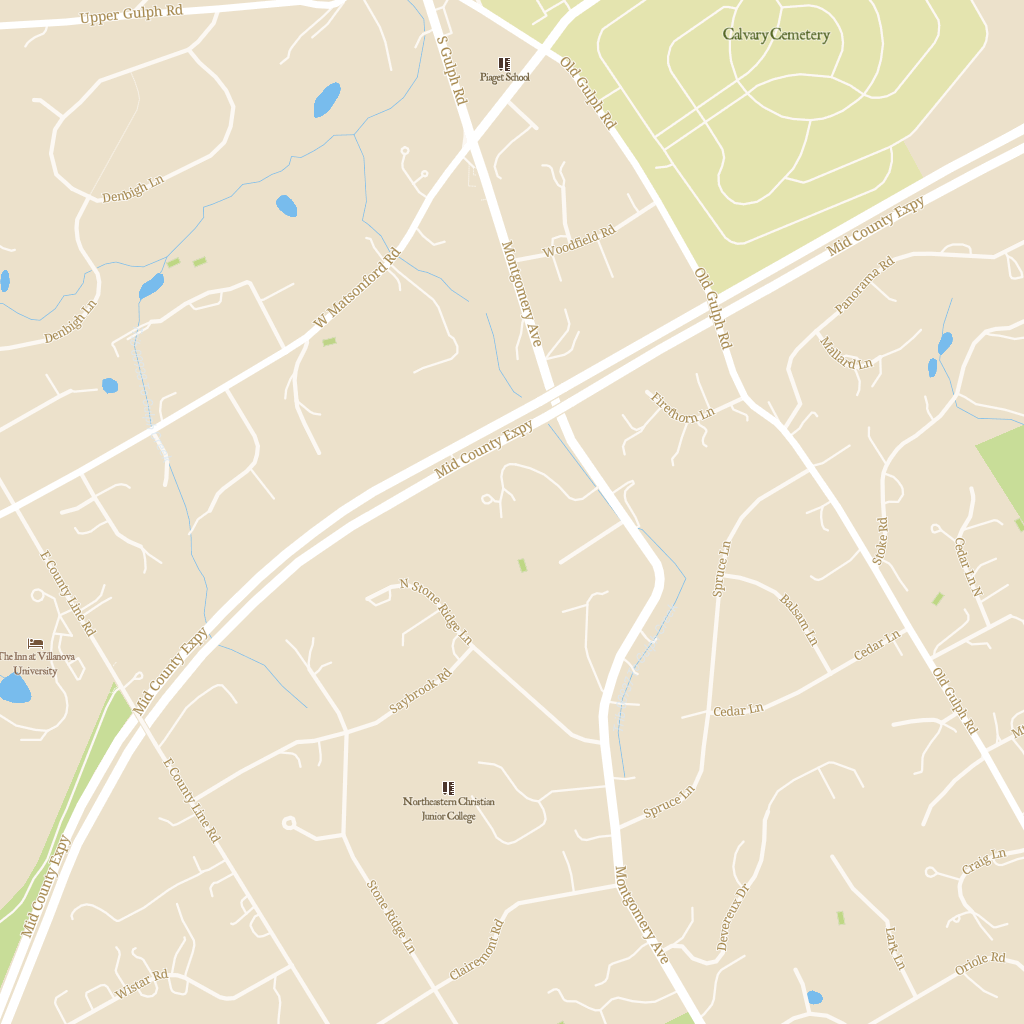 Upper Gulph Rd
S Gulph Rd
Calvary Cemetery
Piaget School
Old Gulph Rd
Denbigh Ln
Mid County Expy
Woodfield Rd
Montgomery Ave
W Matsonford Rd
Panorama Rd
Old Gulph Rd
Denbigh Ln
Mallard Ln
Firethorn Ln
Mid County Expy
Stoke Rd
E County Line Rd
Spruce Ln
Cedar Ln N
N Stone Ridge Ln
Balsam Ln
Cedar Ln
The Inn at Villanova
University
Mid County Expy
Saybrook Rd
Old Gulph Rd
Cedar Ln
E County Line Rd
Northeastern Christian
Junior College
Spruce Ln
Mid County Expy
Craig Ln
Stone Ridge Ln
Montgomery Ave
Devereux Dr
Lark Ln
Clairemont Rd
Oriole Rd
Wistar Rd